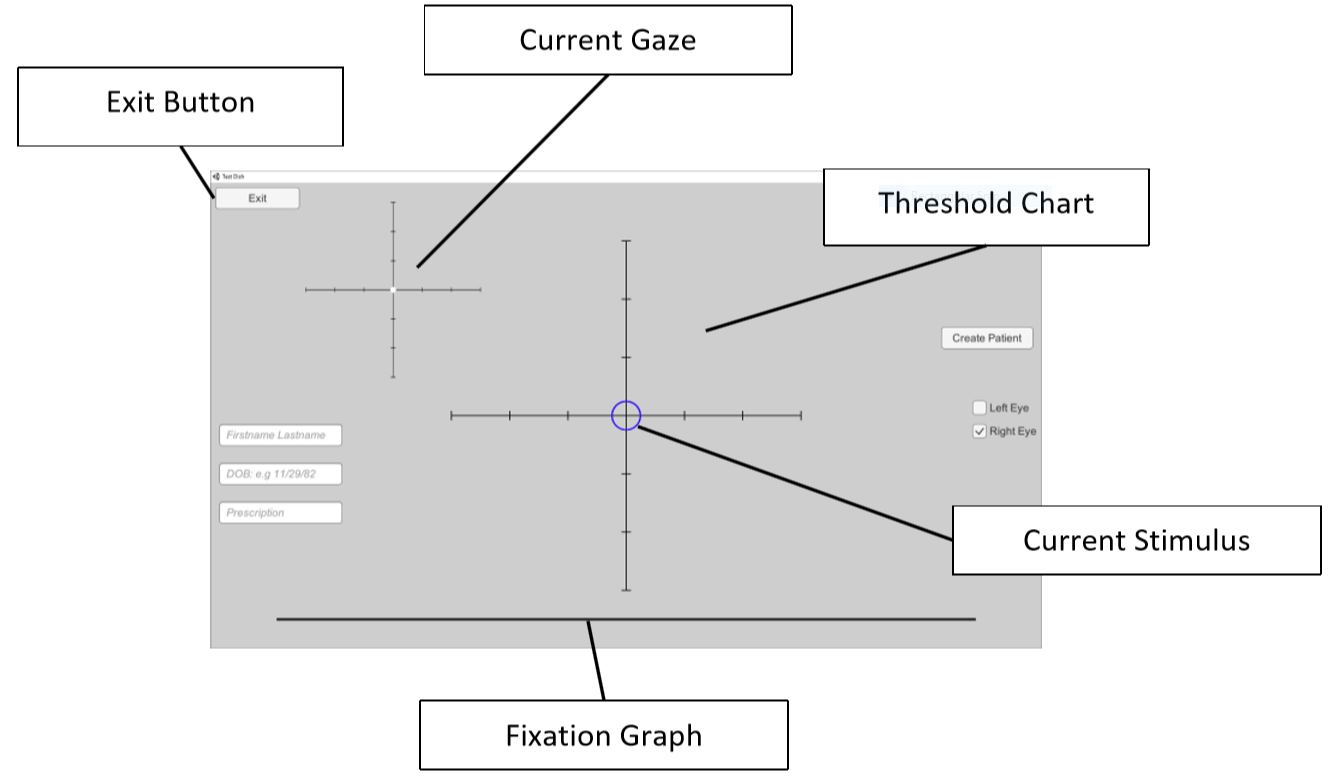 Current Gaze
Exit Button
Test Dish
Exit
Threshold Chart
Create Patient
Left Eye
Right Eye
Firstname Lastname
DOB: e.g 11/29/82
Prescription
Current Stimulus
Fixation Graph